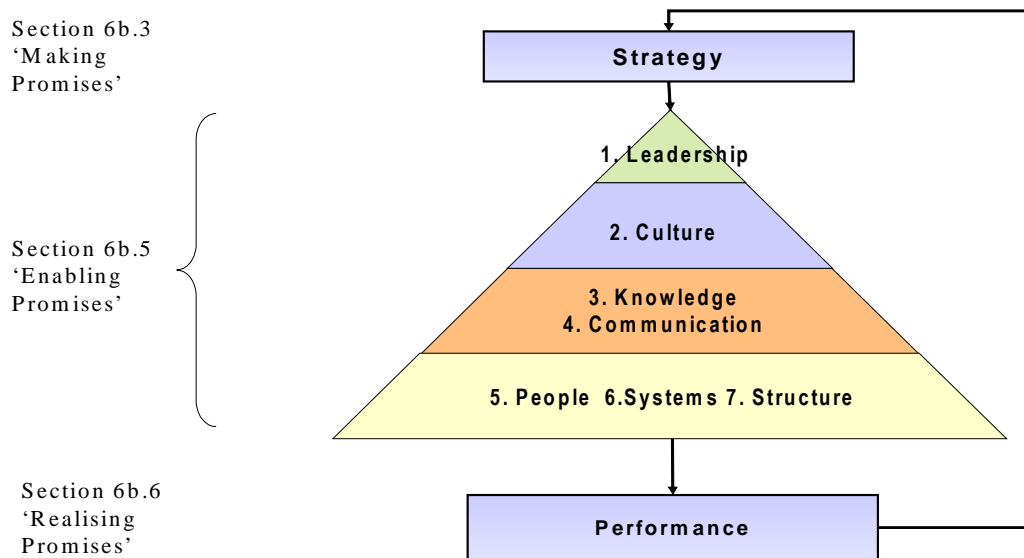 Section 6b.3
‘Making
Promises’
Strategy
1. Leadership
2. Culture
Section 6b.5
‘Enabling
Promises’
3. Knowledge
4. Communication
5. People 6.Systems 7. Structure
Section 6b.6
‘Realising
Promises’
Performance